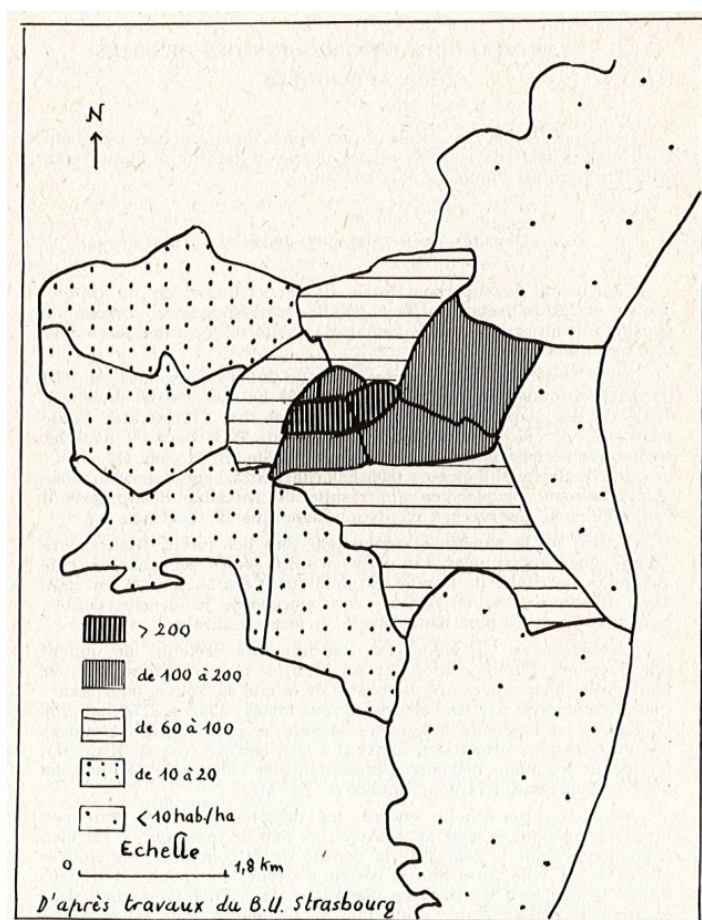 N
> 200
de 100 à 200
de 60 à 100
de 10 à 20
< 10 hab./ha
Echelle
0 1,8 km
D'après travaux du B.U. Strasbourg